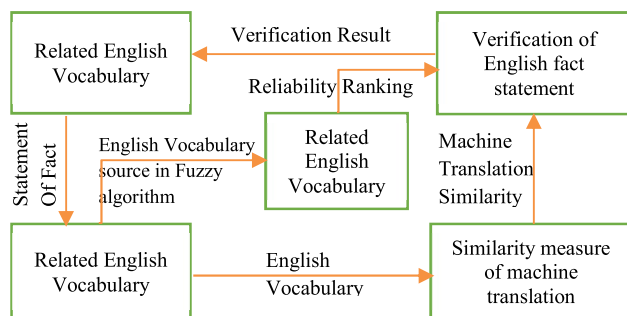 Related English
Vocabulary
Verification Result
Verification of
English fact
statement
Reliability Ranking
Statement
Of Fact
English Vocabulary
source in Fuzzy
algorithm
Related
English
Vocabulary
Machine
Translation
Similarity
Related English
Vocabulary
English
Vocabulary
Similarity measure
of machine
translation